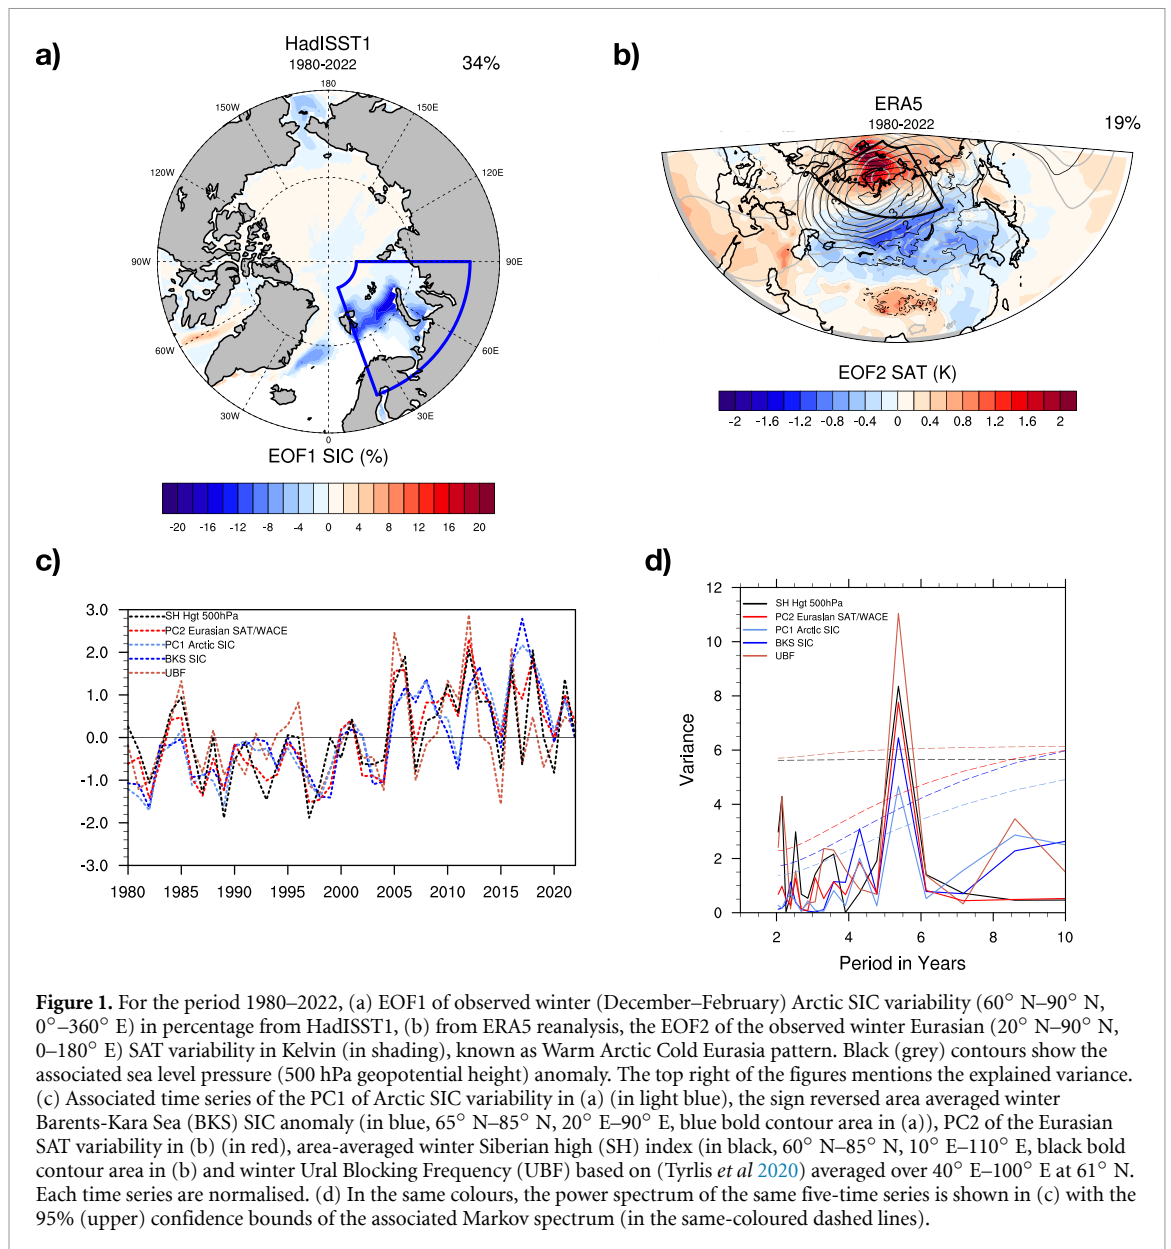 a)
HadISST1
1980-2022
34%
180
150W
150E
120W
120E
90W
90E
60W
60E
30W
30E
0
EOF1 SIC (%)
-20 -16 -12 -8 -4 0 4 8 12 16 20
b)
ERA5
1980-2022
19%
EOF2 SAT (K)
-2 -1.6 -1.2 -0.8 -0.4 0 0.4 0.8 1.2 1.6 2
c)
3.0
2.0
1.0
0.0
-1.0
-2.0
-3.0
SH Hgt 500hPa
PC2 Eurasian SAT/WACE
PC1 Arctic SIC
BKS SIC
UBF
1980 1985 1990 1995 2000 2005 2010 2015 2020
d)
12
10
8
6
4
2
0
Variance
SH Hgt 500hPa
PC2 Eurasian SAT/WACE
PC1 Arctic SIC
BKS SIC
UBF
2 4 6 8 10
Period in Years
Figure 1. For the period 1980–2022, (a) EOF1 of observed winter (December–February) Arctic SIC variability (60° N–90° N,
0°–360° E) in percentage from HadISST1, (b) from ERA5 reanalysis, the EOF2 of the observed winter Eurasian (20° N–90° N,
0–180° E) SAT variability in Kelvin (in shading), known as Warm Arctic Cold Eurasia pattern. Black (grey) contours show the
associated sea level pressure (500 hPa geopotential height) anomaly. The top right of the figures mentions the explained variance.
(c) Associated time series of the PC1 of Arctic SIC variability in (a) (in light blue), the sign reversed area averaged winter
Barents-Kara Sea (BKS) SIC anomaly (in blue, 65° N–85° N, 20° E–90° E, blue bold contour area in (a)), PC2 of the Eurasian
SAT variability in (b) (in red), area-averaged winter Siberian high (SH) index (in black, 60° N–85° N, 10° E–110° E, black bold
contour area in (b) and winter Ural Blocking Frequency (UBF) based on (Tyrlis et al 2020) averaged over 40° E–100° E at 61° N.
Each time series are normalised. (d) In the same colours, the power spectrum of the same five-time series is shown in (c) with the
95% (upper) confidence bounds of the associated Markov spectrum (in the same-coloured dashed lines).